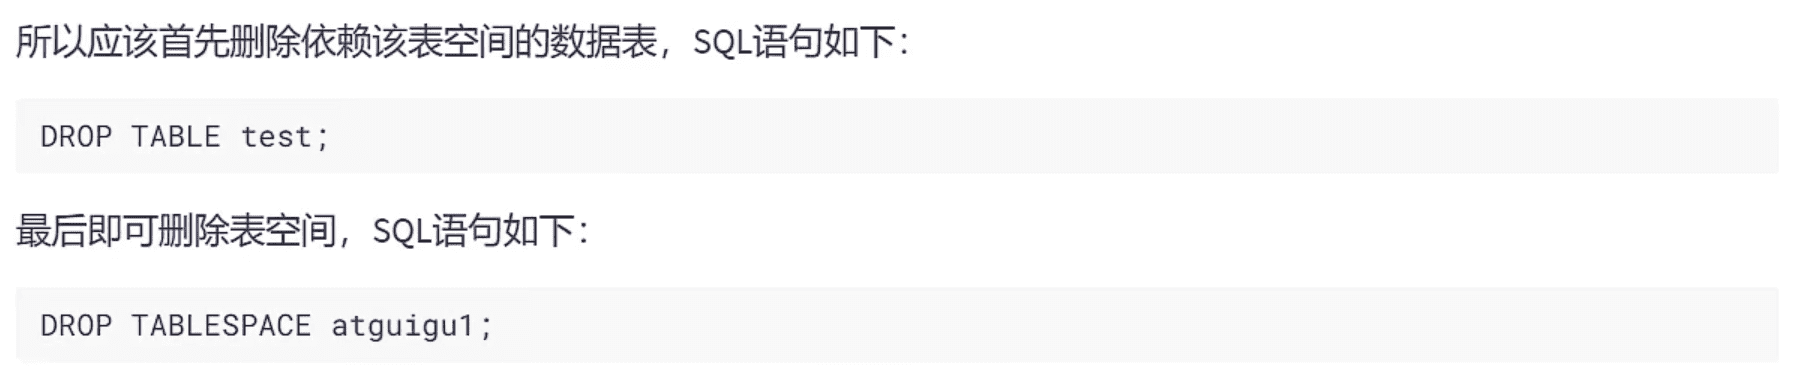 所以应该首先删除依赖该表空间的数据表，SQL语句如下：
DROP TABLE test;
最后即可删除表空间，SQL语句如下：
DROP TABLESPACE atguigu1;